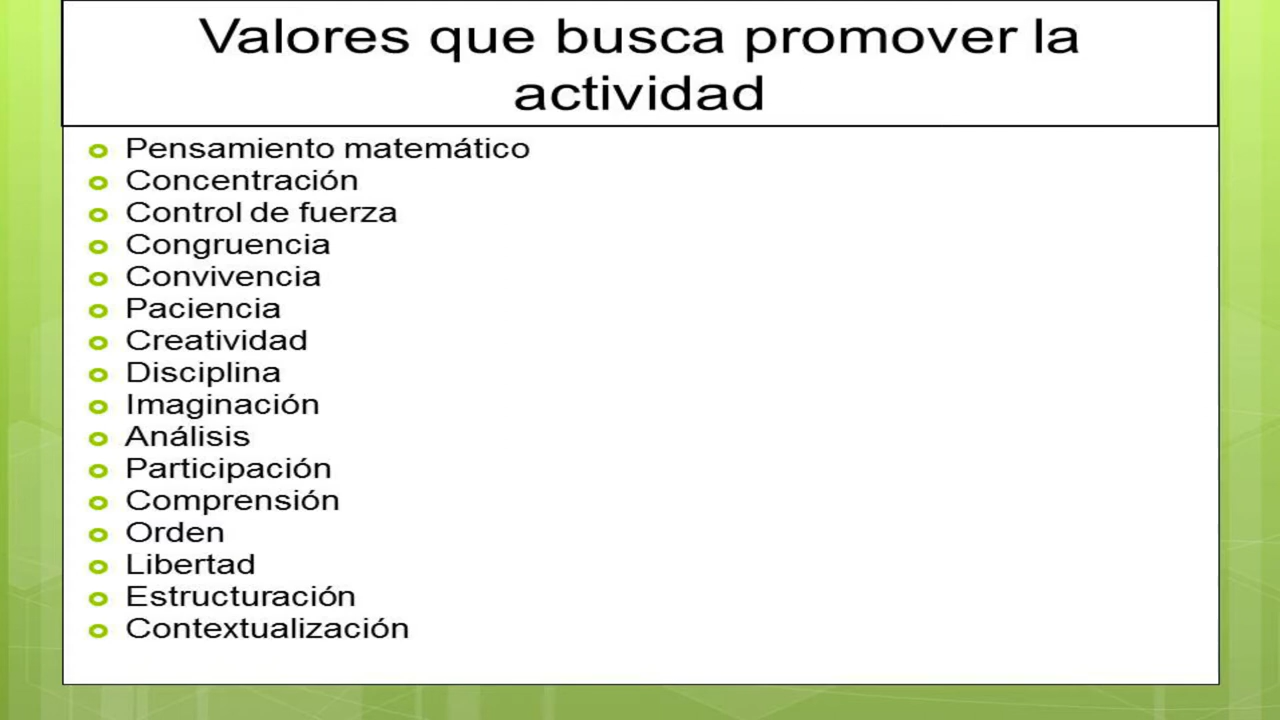 Valores que busca promover la
actividad
Pensamiento matemático
Concentración
Control de fuerza
Congruencia
Convivencia
Paciencia
Creatividad
Disciplina
Imaginación
Análisis
Participación
Comprensión
Orden
Libertad
Estructuración
Contextualización